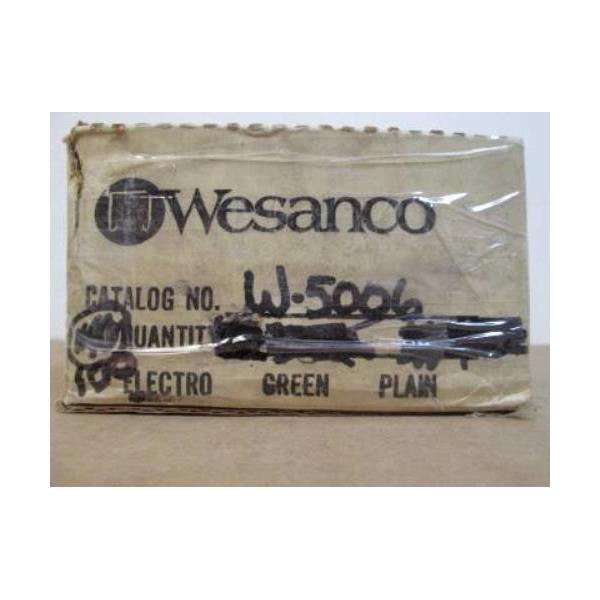 Wesanco
CATALOG NO. W-5006
QUANTITY
100 ELECTRO GREEN PLAIN